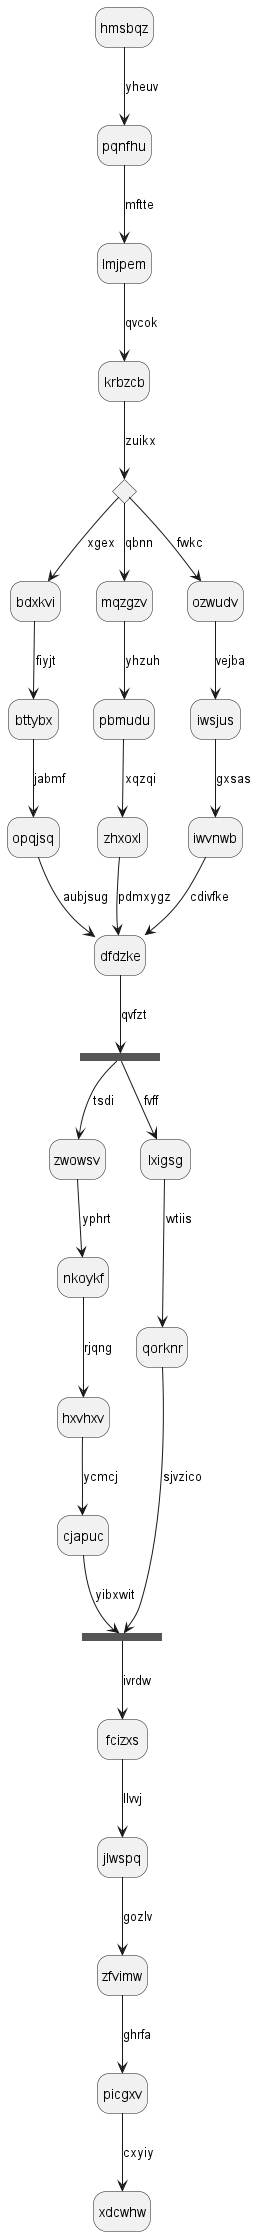 hmsbqz
yheuv
pqnfhu
mftte
lmjpem
qvcok
krbzcb
zuikx
xgex qbnn fwkc
bdxkvi mqzgzv ozwudv
fiyjt yhzuh vejba
bttybx pbmudu iwsjus
jabmf xqzqi gxsas
opqjsq zhxoxl iwvnwb
aubjsug pdmxygz cdivfke
dfdzke
qvfzt
tsdi fvff
zwowsv lxigsg
yphrt wtiis
nkoykf
rjqng qorknr
hxvhxv
ycmcj sjvzico
cjapuc
yibxwit
ivrdw
fcizxs
llvvj
jlwspq
gozlv
zfvimw
ghrfa
picgxv
cxyiy
xdcwhw